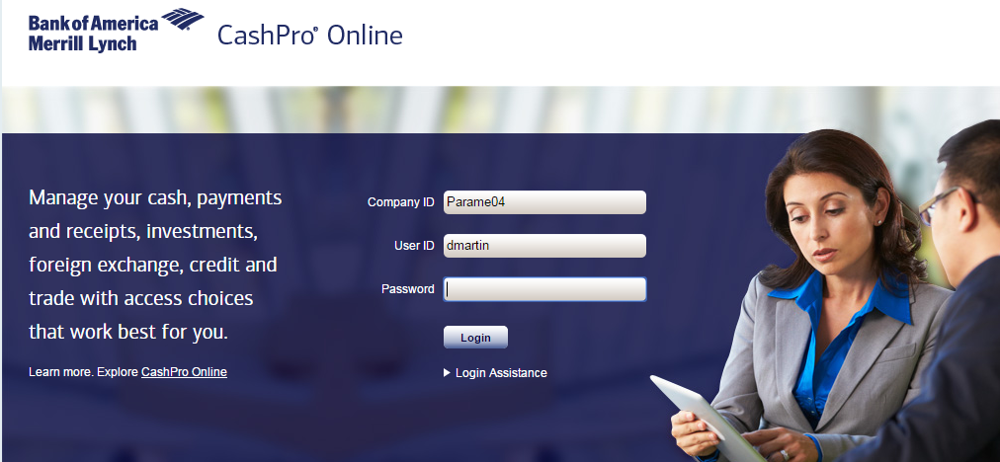 Bank of America
Merrill Lynch
CashPro® Online
Manage your cash, payments
and receipts, investments,
foreign exchange, credit and
trade with access choices
that work best for you.
Learn more. Explore CashPro Online
Company ID Parame04
User ID dmartin
Password
Login
Login Assistance